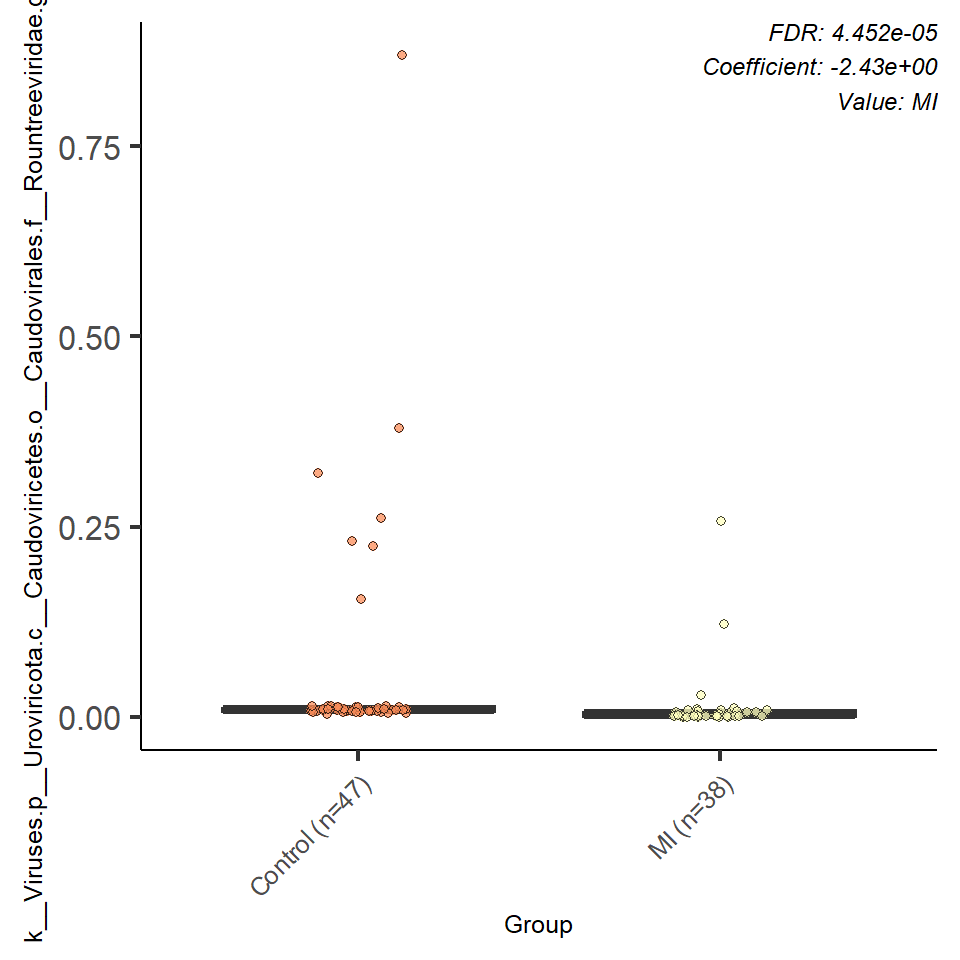 FDR: 4.452e-05
Coefficient: -2.43e+00
Value: MI
k__Viruses.p__Uroviricota.c__Caudoviricetes.o__Caudovirales.f__Rountreeviridae.g
0.75
0.50
0.25
0.00
Control (n=47)
MI (n=38)
Group